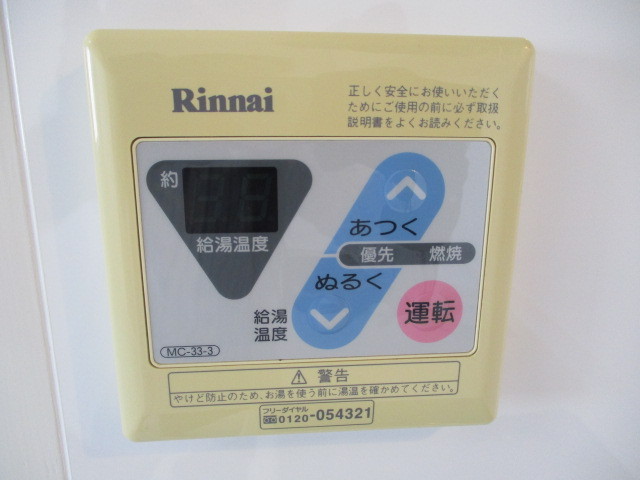 Rinnai
正しく安全にお使いいただく
ためにご使用の前に必ず取扱
説明書をよくお読みください。
約
給湯温度
あつく
優先 燃焼
ぬるく
給湯
温度
運転
MC-33-3
警告
やけど防止のため、お湯を使う前に湯温を確かめてください。
フリーダイヤル
0120-054321